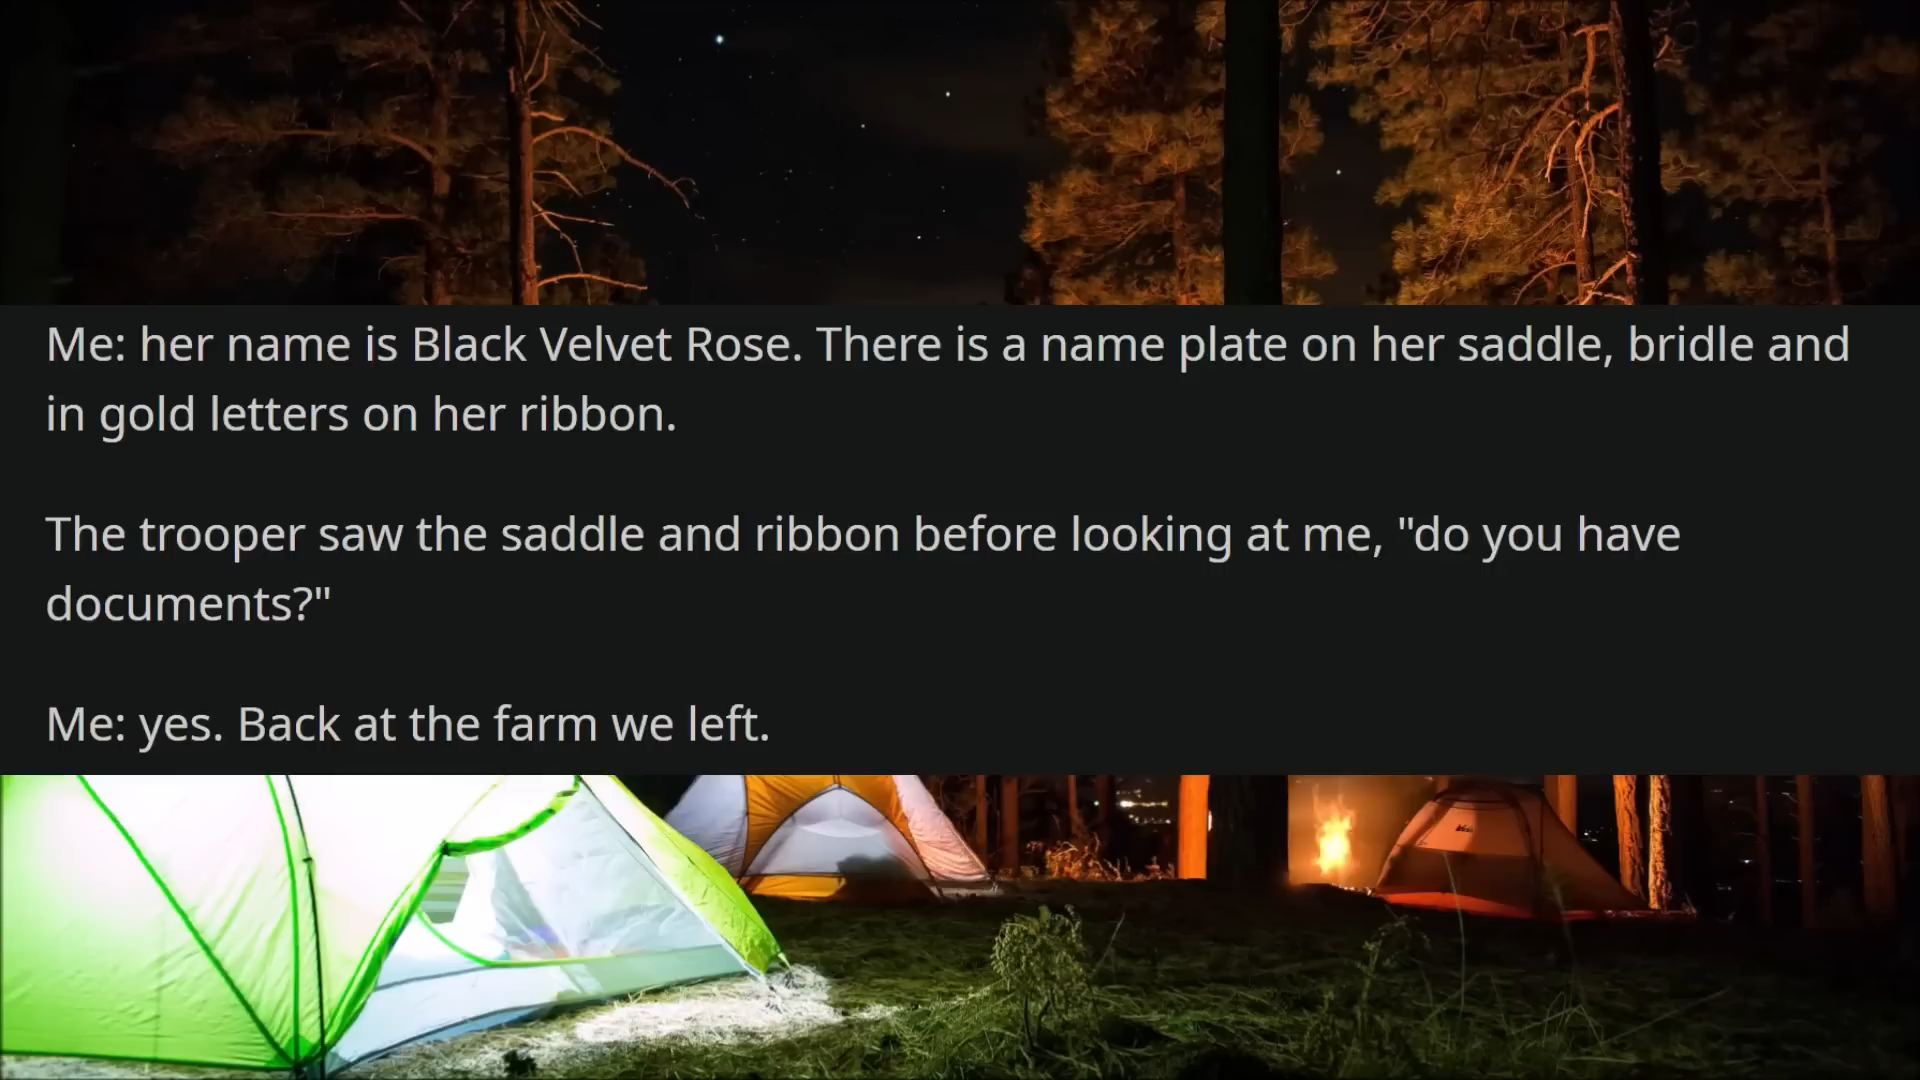 Me: her name is Black Velvet Rose. There is a name plate on her saddle, bridle and
in gold letters on her ribbon.
The trooper saw the saddle and ribbon before looking at me, "do you have
documents?"
Me: yes. Back at the farm we left.